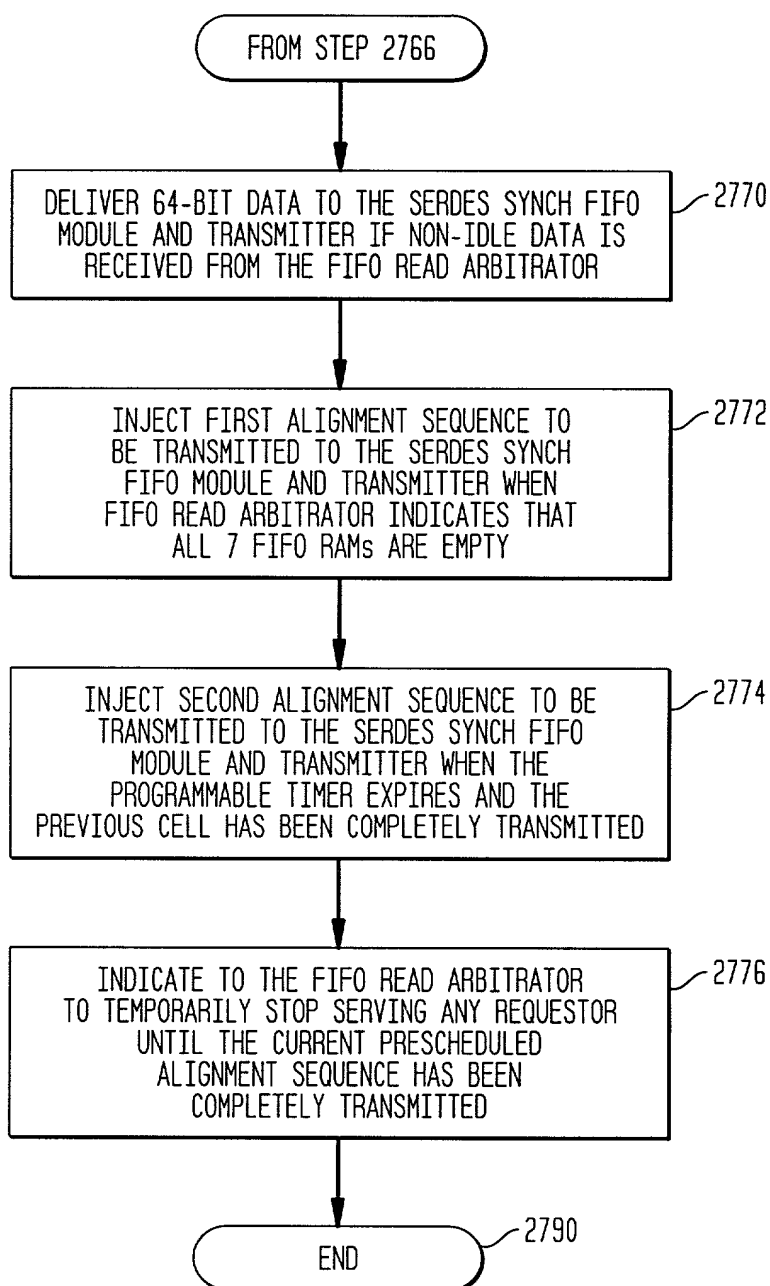 FROM STEP 2766
DELIVER 64-BIT DATA TO THE SERDES SYNCH FIFO
MODULE AND TRANSMITTER IF NON-IDLE DATA IS
RECEIVED FROM THE FIFO READ ARBITRATOR
2770
INJECT FIRST ALIGNMENT SEQUENCE TO
BE TRANSMITTED TO THE SERDES SYNCH
FIFO MODULE AND TRANSMITTER WHEN
FIFO READ ARBITRATOR INDICATES THAT
ALL 7 FIFO RAMs ARE EMPTY
2772
INJECT SECOND ALIGNMENT SEQUENCE TO BE
TRANSMITTED TO THE SERDES SYNCH FIFO
MODULE AND TRANSMITTER WHEN THE
PROGRAMMABLE TIMER EXPIRES AND THE
PREVIOUS CELL HAS BEEN COMPLETELY TRANSMITTED
2774
INDICATE TO THE FIFO READ ARBITRATOR
TO TEMPORARILY STOP SERVING ANY REQUESTOR
UNTIL THE CURRENT PRESCHEDULED
ALIGNMENT SEQUENCE HAS BEEN
COMPLETELY TRANSMITTED
2776
END
2790